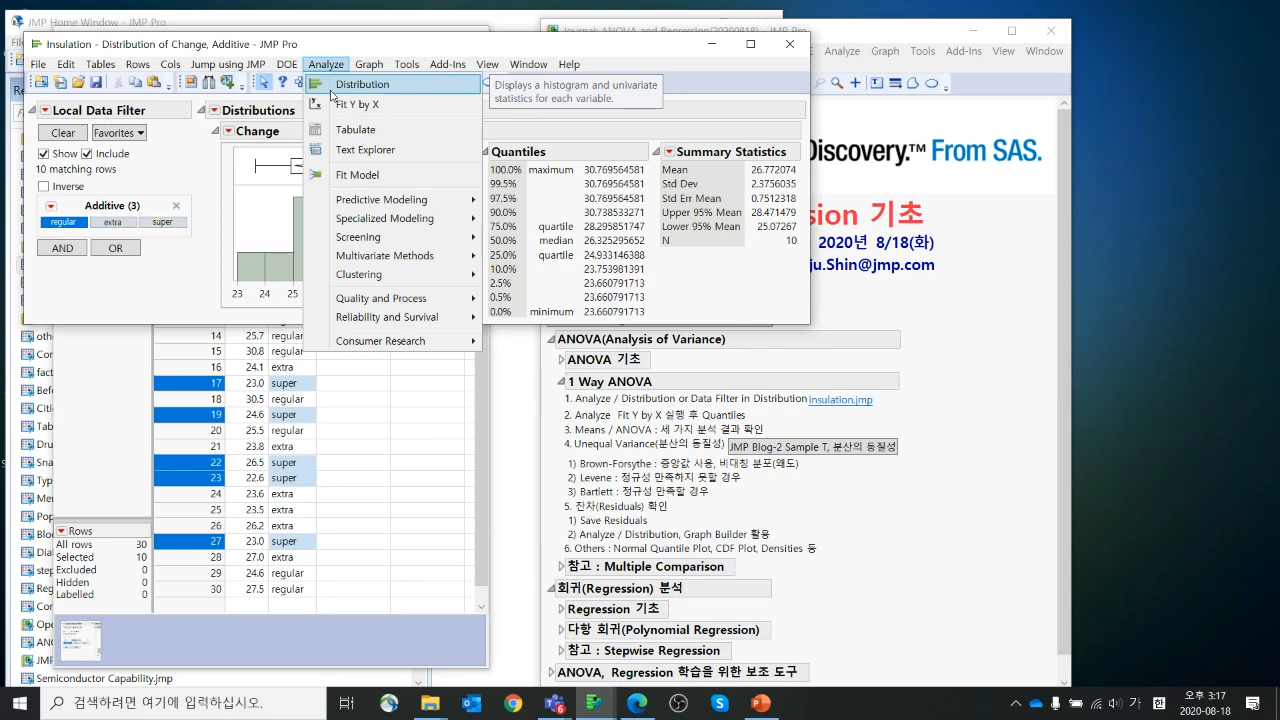 JMP Home Window - JMP Pro
Journal: ANOVA and Regression(20200818) - JMP Pro
Insulation - Distribution of Change, Additive - JMP Pro
File Edit Tables Rows Cols Jump using JMP DOE Analyze Graph Tools Add-Ins View Window Help
Analyze Graph Tools Add-Ins View Window
Distribution
Displays a histogram and univariate
statistics for each variable.
Fit Y by X
Tabulate
Text Explorer
Fit Model
Predictive Modeling
Specialized Modeling
Screening
Multivariate Methods
Clustering
Quality and Process
Reliability and Survival
Consumer Research
Local Data Filter
Clear Favorites
Show Include
10 matching rows
Inverse
Additive (3)
regular extra super
AND OR
Distributions
Change
23 24 25
Quantiles
100.0% maximum 30.769564581
99.5% 30.769564581
97.5% 30.769564581
90.0% 30.738533271
75.0% quartile 28.295851747
50.0% median 26.325295652
25.0% quartile 24.933146388
10.0% 23.753981391
2.5% 23.660791713
0.5% 23.660791713
0.0% minimum 23.660791713
Summary Statistics
Mean 26.772074
Std Dev 2.3756035
Std Err Mean 0.7512318
Upper 95% Mean 28.471479
Lower 95% Mean 25.07267
N 10
Discovery.™ From SAS.
sion 기초
2020년 8/18(화)
ju.Shin@jmp.com
14 25.7 regular
15 30.8 regular
16 24.1 extra
17 23.0 super
18 30.5 regular
19 24.6 super
20 25.5 regular
21 23.8 extra
22 26.5 super
23 22.6 super
24 23.6 extra
25 23.5 extra
26 26.2 extra
27 23.0 super
28 27.0 extra
29 24.6 regular
30 27.5 regular
Rows
All rows 30
Selected 10
Excluded 0
Hidden 0
Labelled 0
Semiconductor Capability.jmp
ANOVA(Analysis of Variance)
ANOVA 기초
1 Way ANOVA
1. Analyze / Distribution or Data Filter in Distribution insulation.jmp
2. Analyze Fit Y by X 실행 후 Quantiles
3. Means / ANOVA : 세 가지 분석 결과 확인
4. Unequal Variance(분산의 동질성) JMP Blog-2 Sample T, 분산의 동질성
1) Brown-Forsythe : 중앙값 사용, 비대칭 분포(왜도)
2) Levene : 정규성 만족하지 못할 경우
3) Bartlett : 정규성 만족할 경우
5. 잔차(Residuals) 확인
1) Save Residuals
2) Analyze / Distribution, Graph Builder 활용
6. Others : Normal Quantile Plot, CDF Plot, Densities 등
참고 : Multiple Comparison
회귀(Regression) 분석
Regression 기초
다항 회귀(Polynomial Regression)
참고 : Stepwise Regression
ANOVA, Regression 학습을 위한 보조 도구
검색하려면 여기에 입력하십시오.
가 한
오후 3:17
2020-08-18